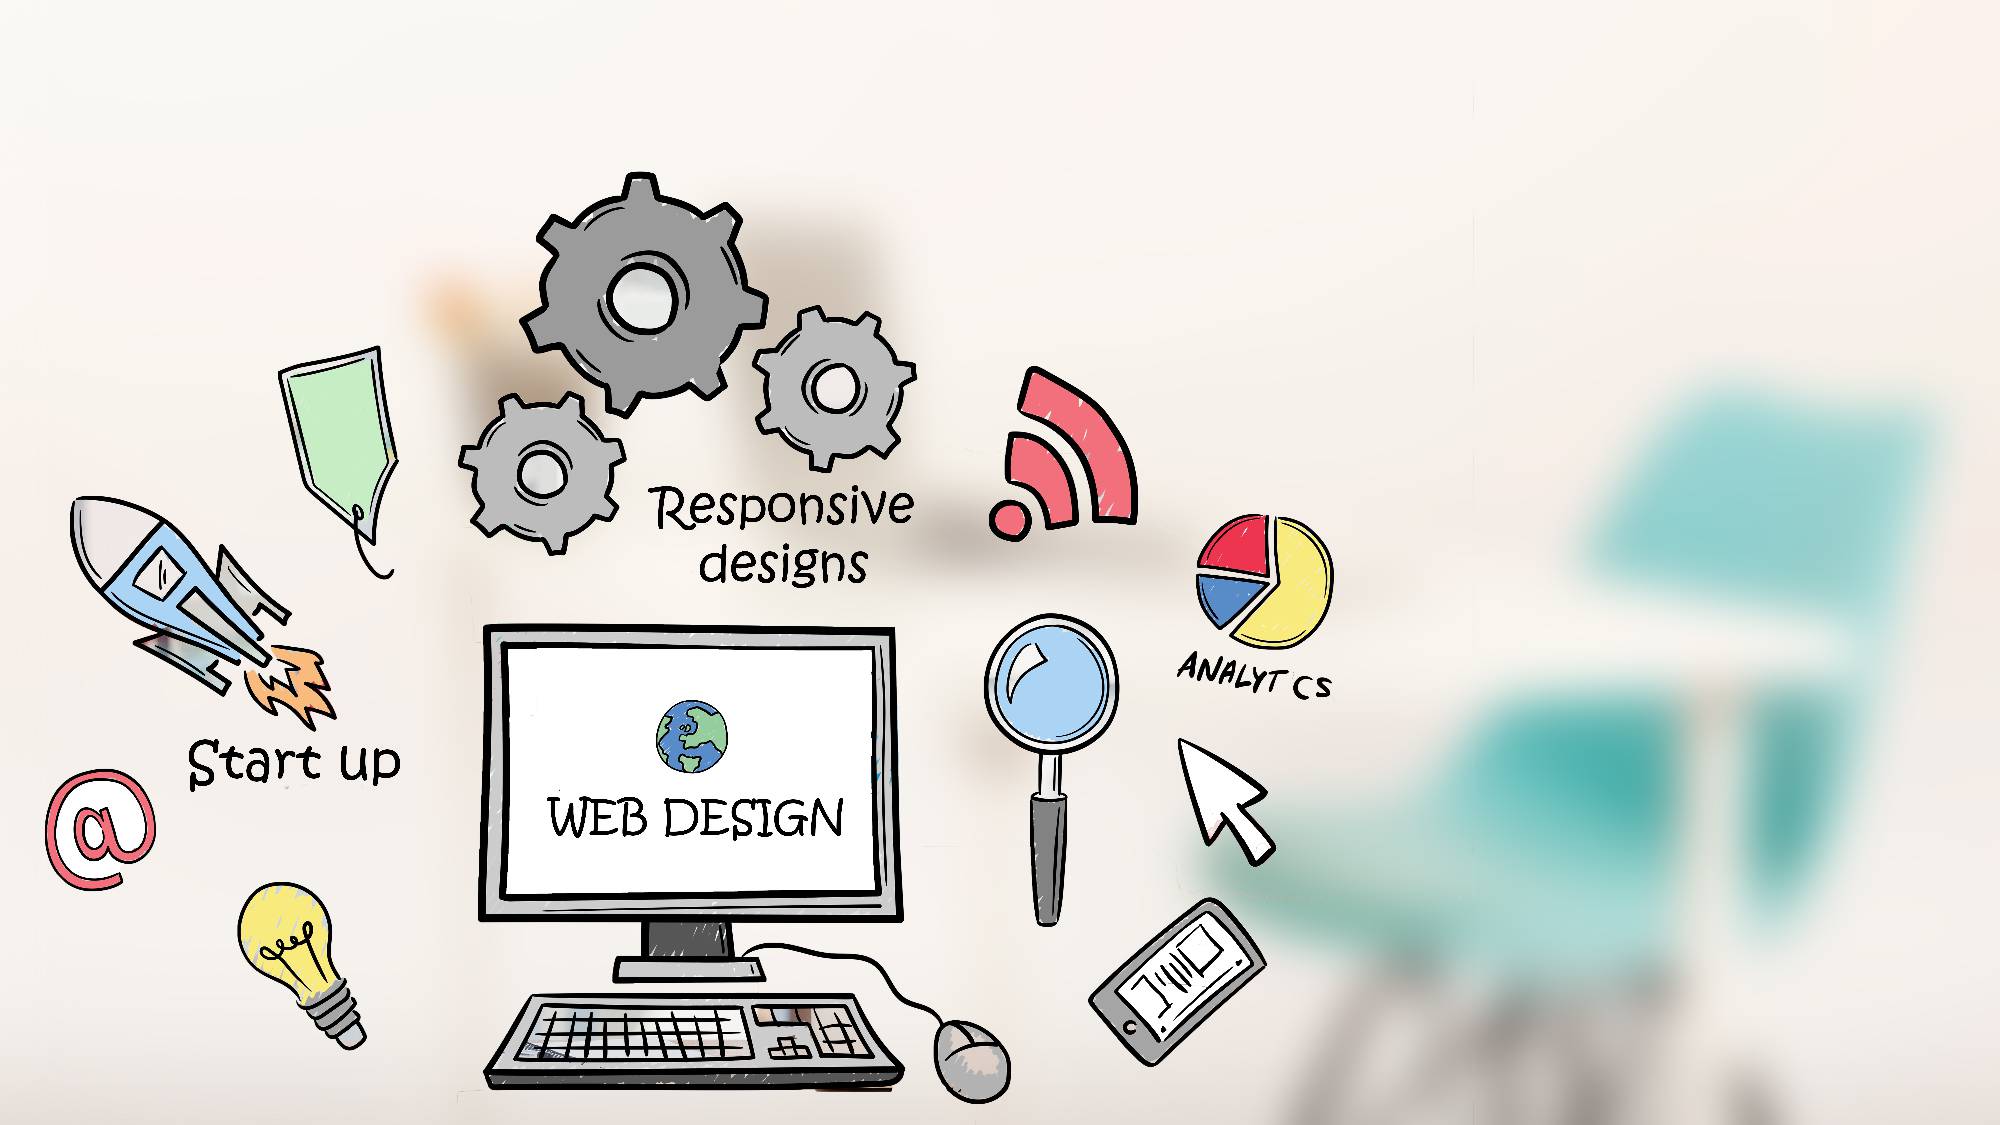 Responsive
designs
Start up
@
WEB DESIGN
ANALYT CS